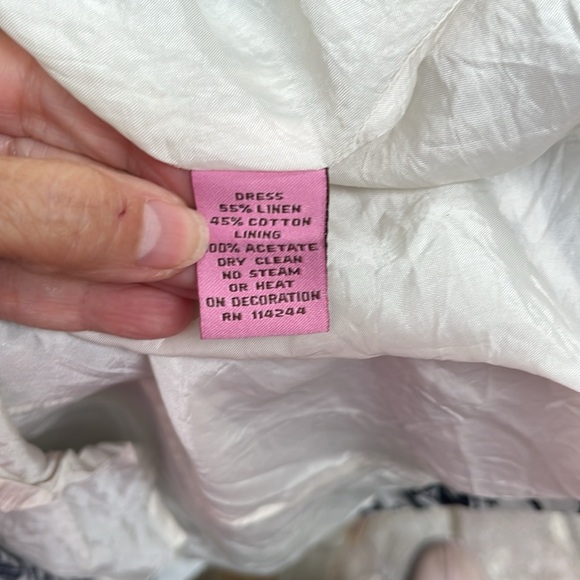 DRESS
55% LINEN
45% COTTON
LINING
00% ACETATE
DRY CLEAN
NO STEAM
OR HEAT
ON DECORATION
RN 114244